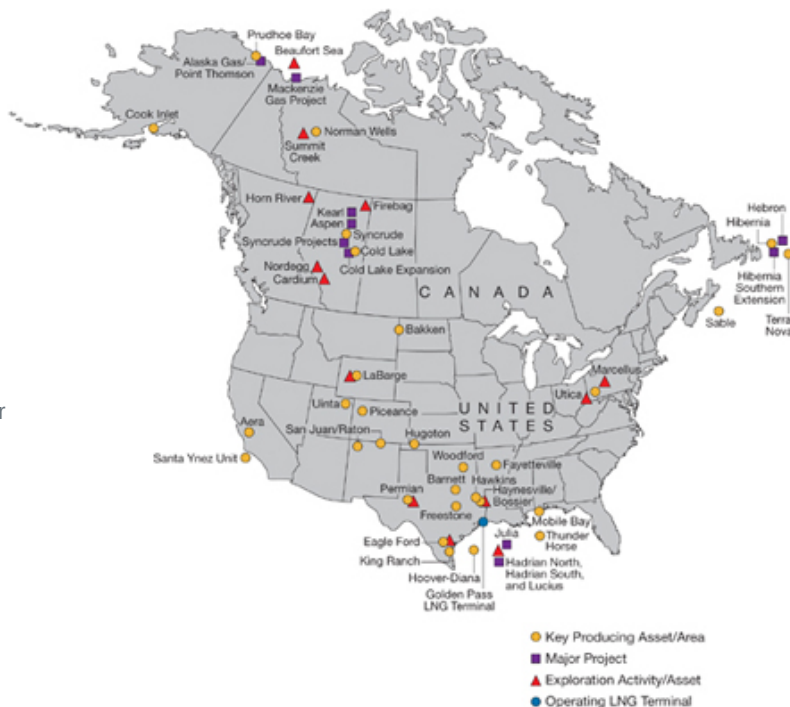 Prudhoe Bay
Beaufort Sea
Alaska Gas/
Point Thomson
Mackenzie
Gas Project
Cook Inlet
Norman Wells
Summit
Creek
Horn River
Firebag
Kearl
Aspen
Syncrude
Syncrude Projects
Cold Lake
Nordegg
Cold Lake Expansion
Cardium
CANADA
Hebron
Hibernia
Hibernia
Southern
Extension
Terra
Nova
Sable
Bakken
LaBarge
Marcellus
Utica
r
Uinta
Piceance
UNITED
STATES
Aera
San Juan/Raton
Hugoton
Santa Ynez Unit
Woodford
Fayetteville
Barnett
Hawkins
Permian
Haynesville/
Bossier
Freestone
Mobile Bay
Eagle Ford
Julia
Thunder
Horse
King Ranch
Hadrian North,
Hadrian South,
and Lucius
Hoover-Diana
Golden Pass
LNG Terminal
Key Producing Asset/Area
Major Project
Exploration Activity/Asset
Operating LNG Terminal